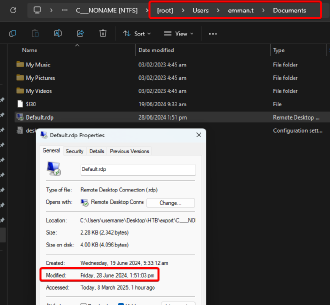 C__NONAME [NTFS] > [root] > Users > emman.t > Documents
Sort View
Name Date modified Type
My Music 03/02/2023 4:45 am File folder
My Pictures 03/02/2023 4:45 am File folder
My Videos 03/02/2023 4:45 am File folder
$I30 19/06/2024 9:33 am File
Default.rdp 28/06/2024 1:51 pm Remote Desktop
Configuration sett...
Default.rdp Properties
General Security Details Previous Versions
Default.rdp
Type of file: Remote Desktop Connection (.rdp)
Opens with: Remote Desktop Conne Change...
Location: C:\Users\username\Desktop\HTB\export\C___NO
Size: 2.28 KB (2,342 bytes)
Size on disk: 4.00 KB (4,096 bytes)
Created: Wednesday, 19 June 2024, 9:33:12 am
Modified: Friday, 28 June 2024, 1:51:03 pm
Accessed: Today, 3 March 2025, 1 hour ago